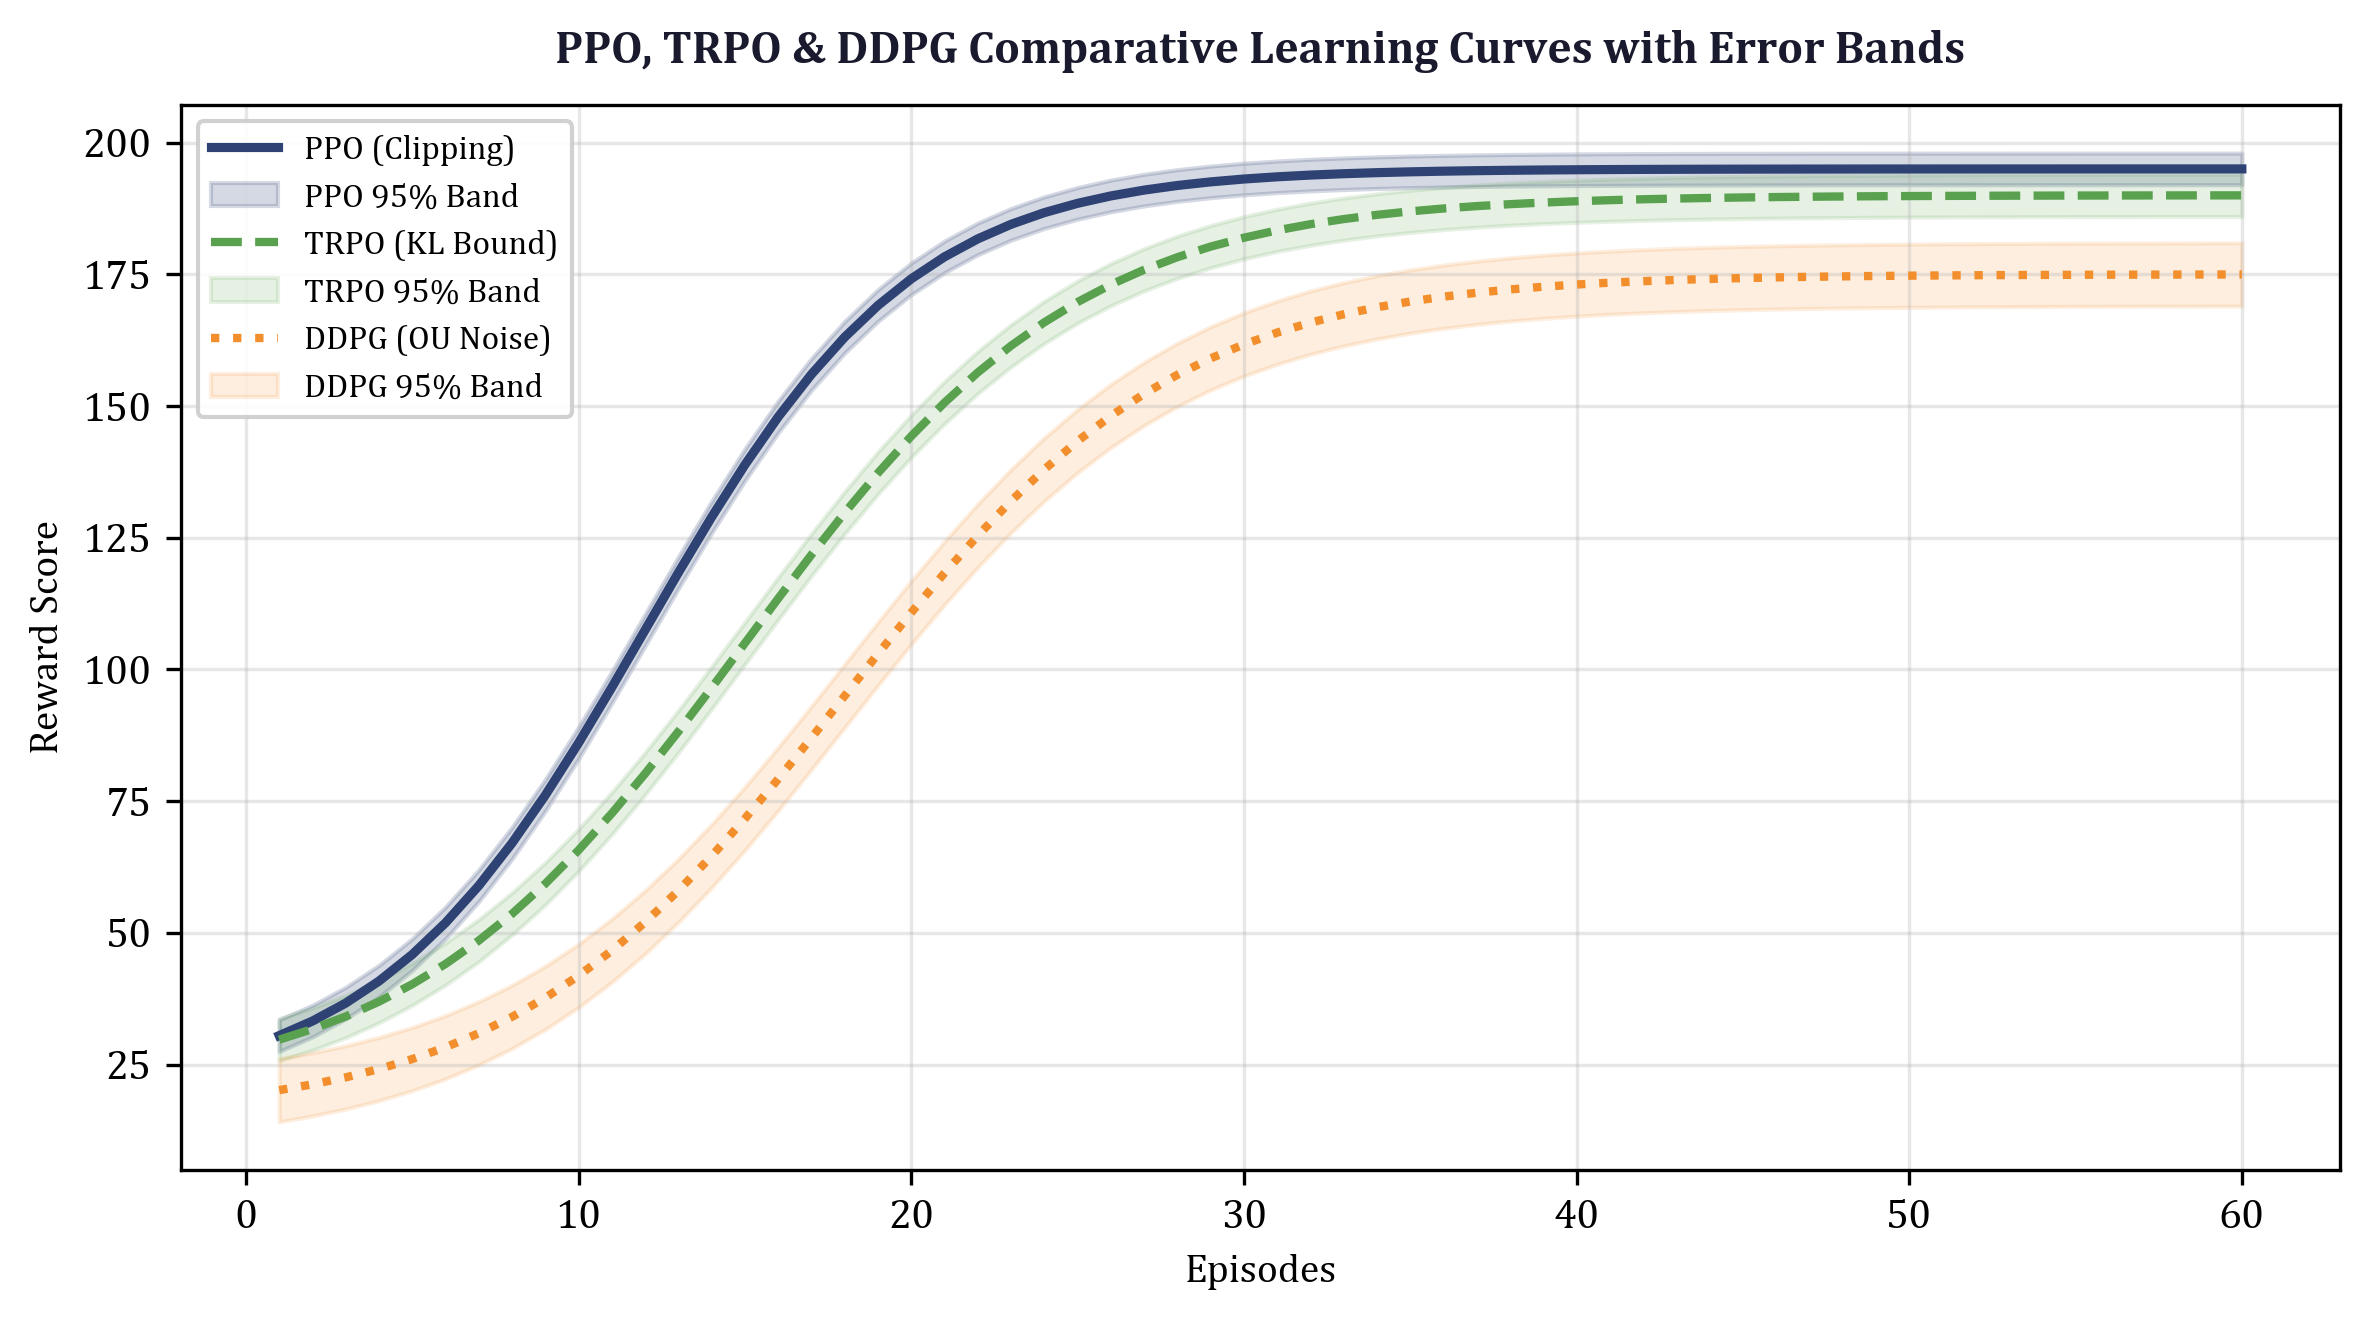 PPO, TRPO & DDPG Comparative Learning Curves with Error Bands
PPO (Clipping)
PPO 95% Band
TRPO (KL Bound)
TRPO 95% Band
DDPG (OU Noise)
DDPG 95% Band
Reward Score
200
175
150
125
100
75
50
25
0 10 20 30 40 50 60
Episodes